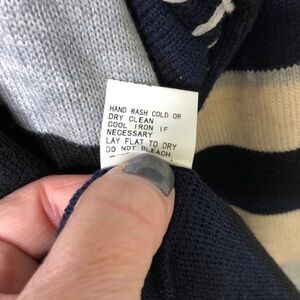 HAND WASH COLD OR
DRY CLEAN
COOL IRON IF
NECESSARY
LAY FLAT TO DRY
DO NOT BLEACH